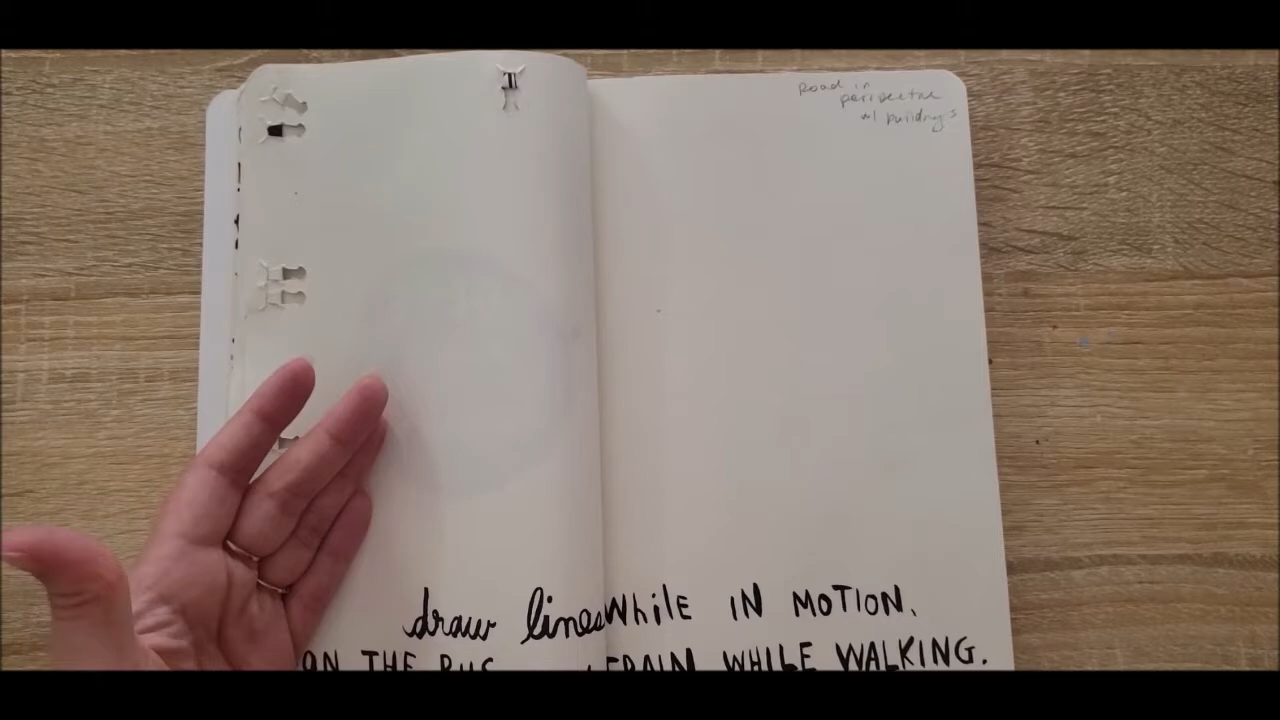 Road in
perspective
w/ buildings
draw lines While IN MOTION.
ON THE BUS TRAIN WHILE WALKING.